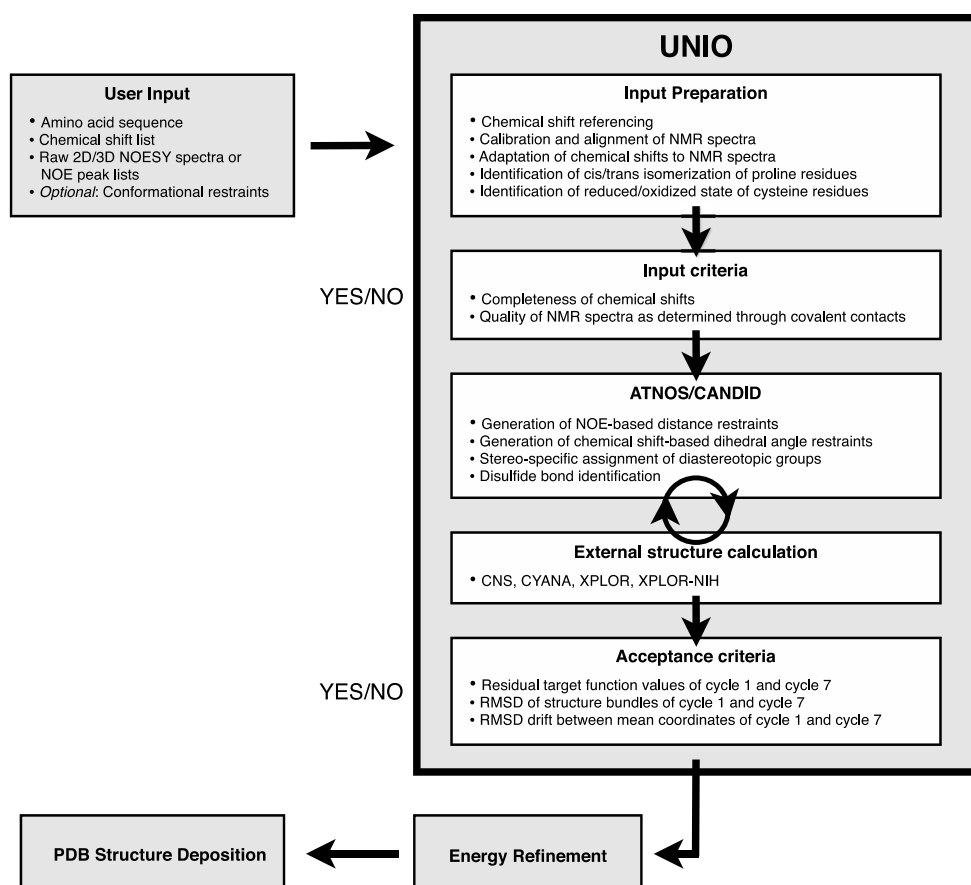 UNIO
User Input
• Amino acid sequence
• Chemical shift list
• Raw 2D/3D NOESY spectra or
NOE peak lists
• Optional: Conformational restraints
Input Preparation
• Chemical shift referencing
• Calibration and alignment of NMR spectra
• Adaptation of chemical shifts to NMR spectra
• Identification of cis/trans isomerization of proline residues
• Identification of reduced/oxidized state of cysteine residues
YES/NO
Input criteria
• Completeness of chemical shifts
• Quality of NMR spectra as determined through covalent contacts
ATNOS/CANDID
• Generation of NOE-based distance restraints
• Generation of chemical shift-based dihedral angle restraints
• Stereo-specific assignment of diastereotopic groups
• Disulfide bond identification
External structure calculation
• CNS, CYANA, XPLOR, XPLOR-NIH
YES/NO
Acceptance criteria
• Residual target function values of cycle 1 and cycle 7
• RMSD of structure bundles of cycle 1 and cycle 7
• RMSD drift between mean coordinates of cycle 1 and cycle 7
PDB Structure Deposition
Energy Refinement